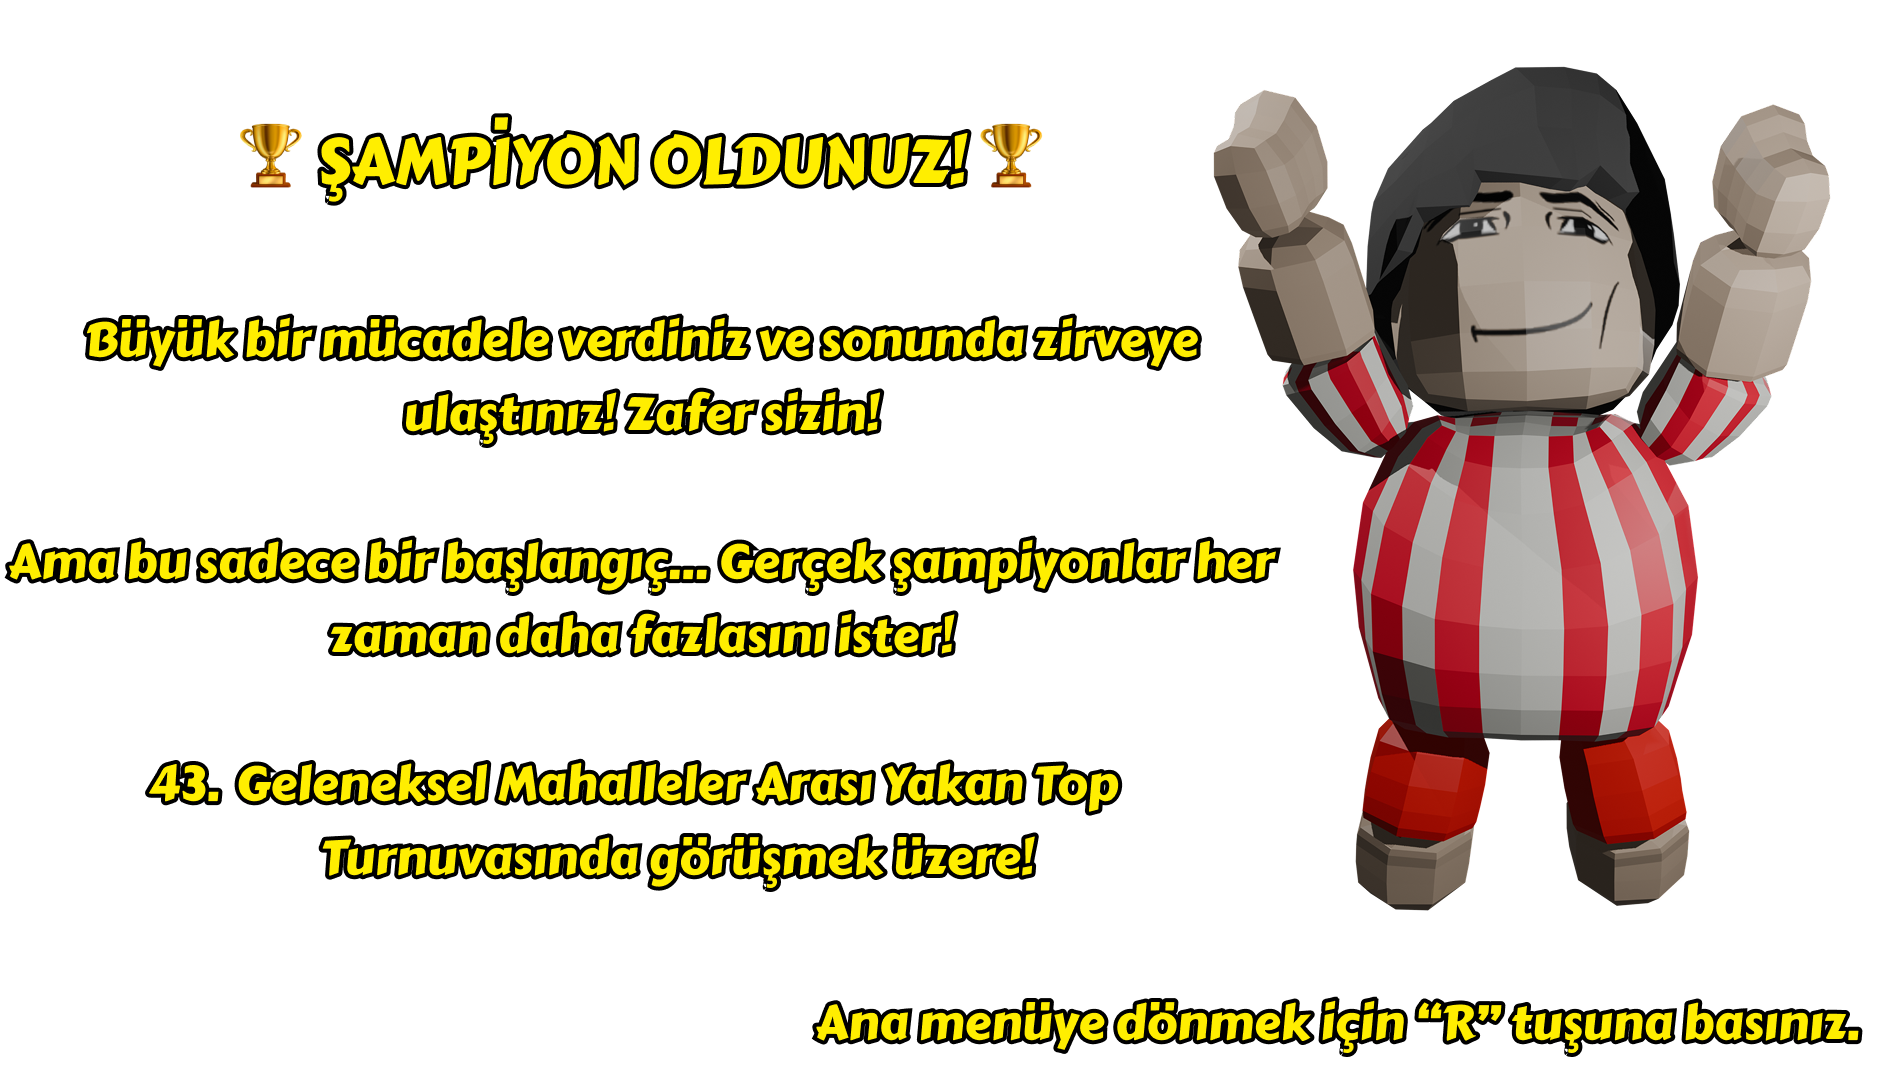 🏆 ŞAMPİYON OLDUNUZ! 🏆
Büyük bir mücadele verdiniz ve sonunda zirveye
ulaştınız! Zafer sizin!
Ama bu sadece bir başlangıç... Gerçek şampiyonlar her
zaman daha fazlasını ister!
43. Geleneksel Mahalleler Arası Yakan Top
Turnuvasında görüşmek üzere!
Ana menüye dönmek için “R” tuşuna basınız.